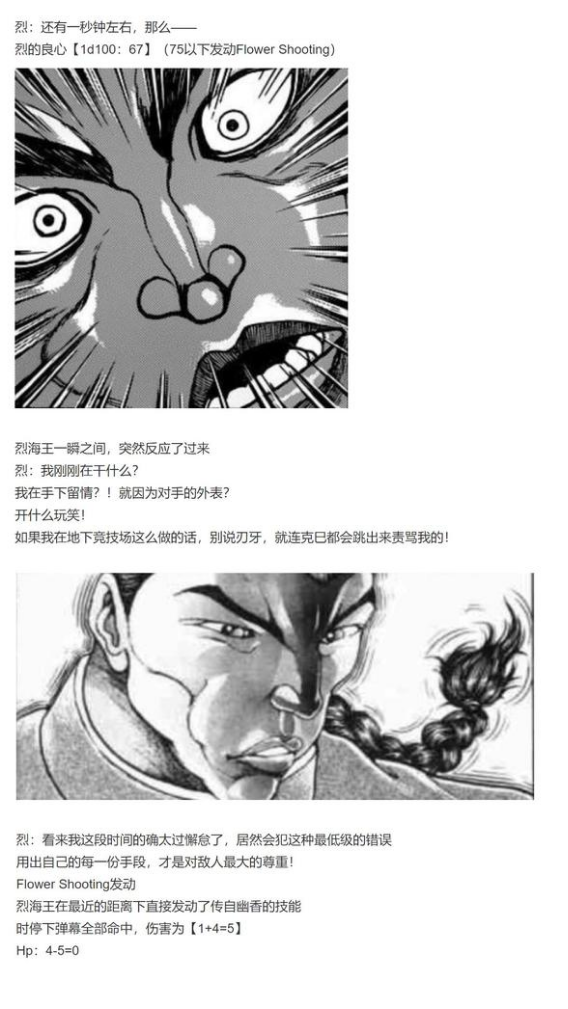 烈：还有一秒钟左右，那么——
烈的良心【1d100：67】（75以下发动Flower Shooting）
烈海王一瞬之间，突然反应了过来
烈：我刚刚在干什么？
我在手下留情？！就因为对手的外表？
开什么玩笑！
如果我在地下竞技场这么做的话，别说刃牙，就连克巳都会跳出来责骂我的！
烈：看来我这段时间的确太过懈怠了，居然会犯这种最低级的错误
用出自己的每一份手段，才是对敌人最大的尊重！
Flower Shooting发动
烈海王在最近的距离下直接发动了传自幽香的技能
时停下弹幕全部命中，伤害为【1+4=5】
Hp：4-5=0